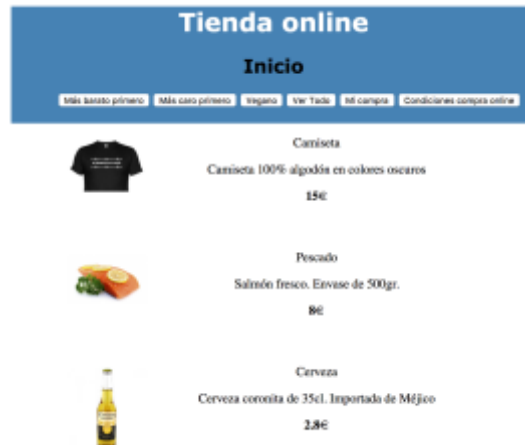 Tienda online
Inicio
Más barato primero Más caro primero Vegano Ver Todo Mi compra Condiciones compra online
Camiseta
Camiseta 100% algodón en colores oscuros
15€
Pescado
Salmón fresco. Envase de 500gr.
8€
Cerveza
Cerveza coronita de 35cl. Importada de Méjico
2.8€